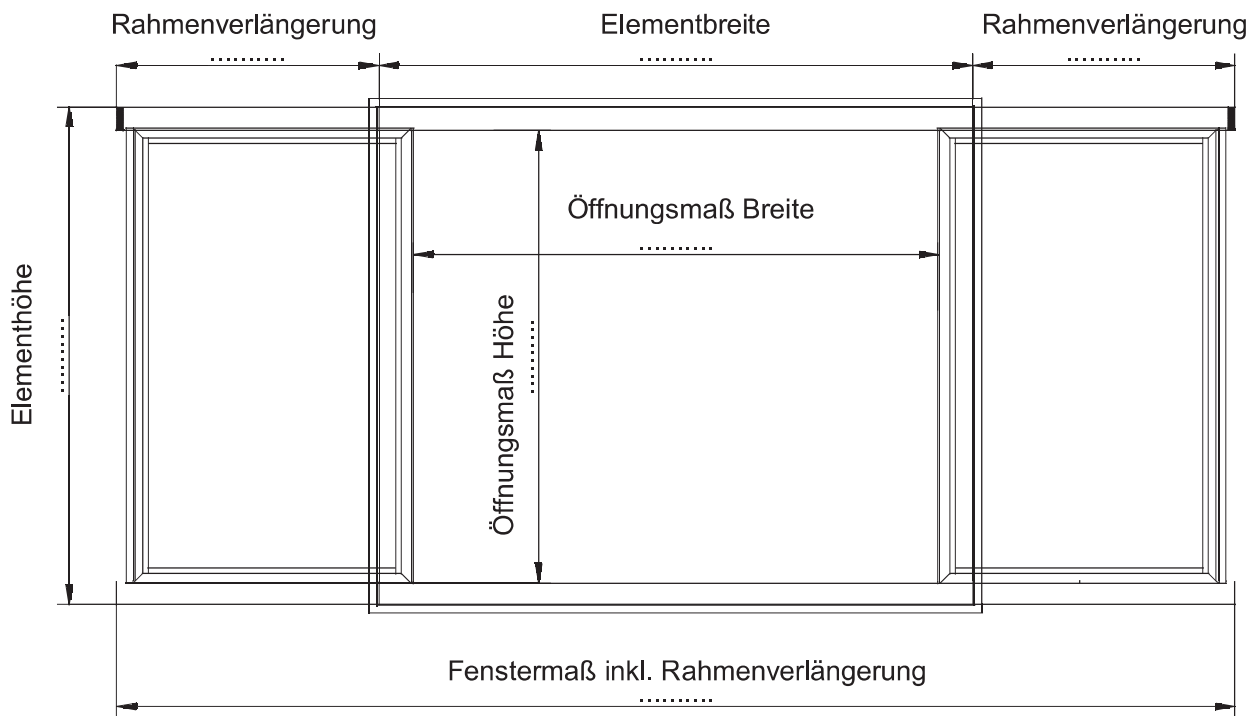 Rahmenverlängerung
Elementbreite
Rahmenverlängerung
Öffnungsmaß Breite
Elementhöhe
Öffnungsmaß Höhe
Fenstermaß inkl. Rahmenverlängerung